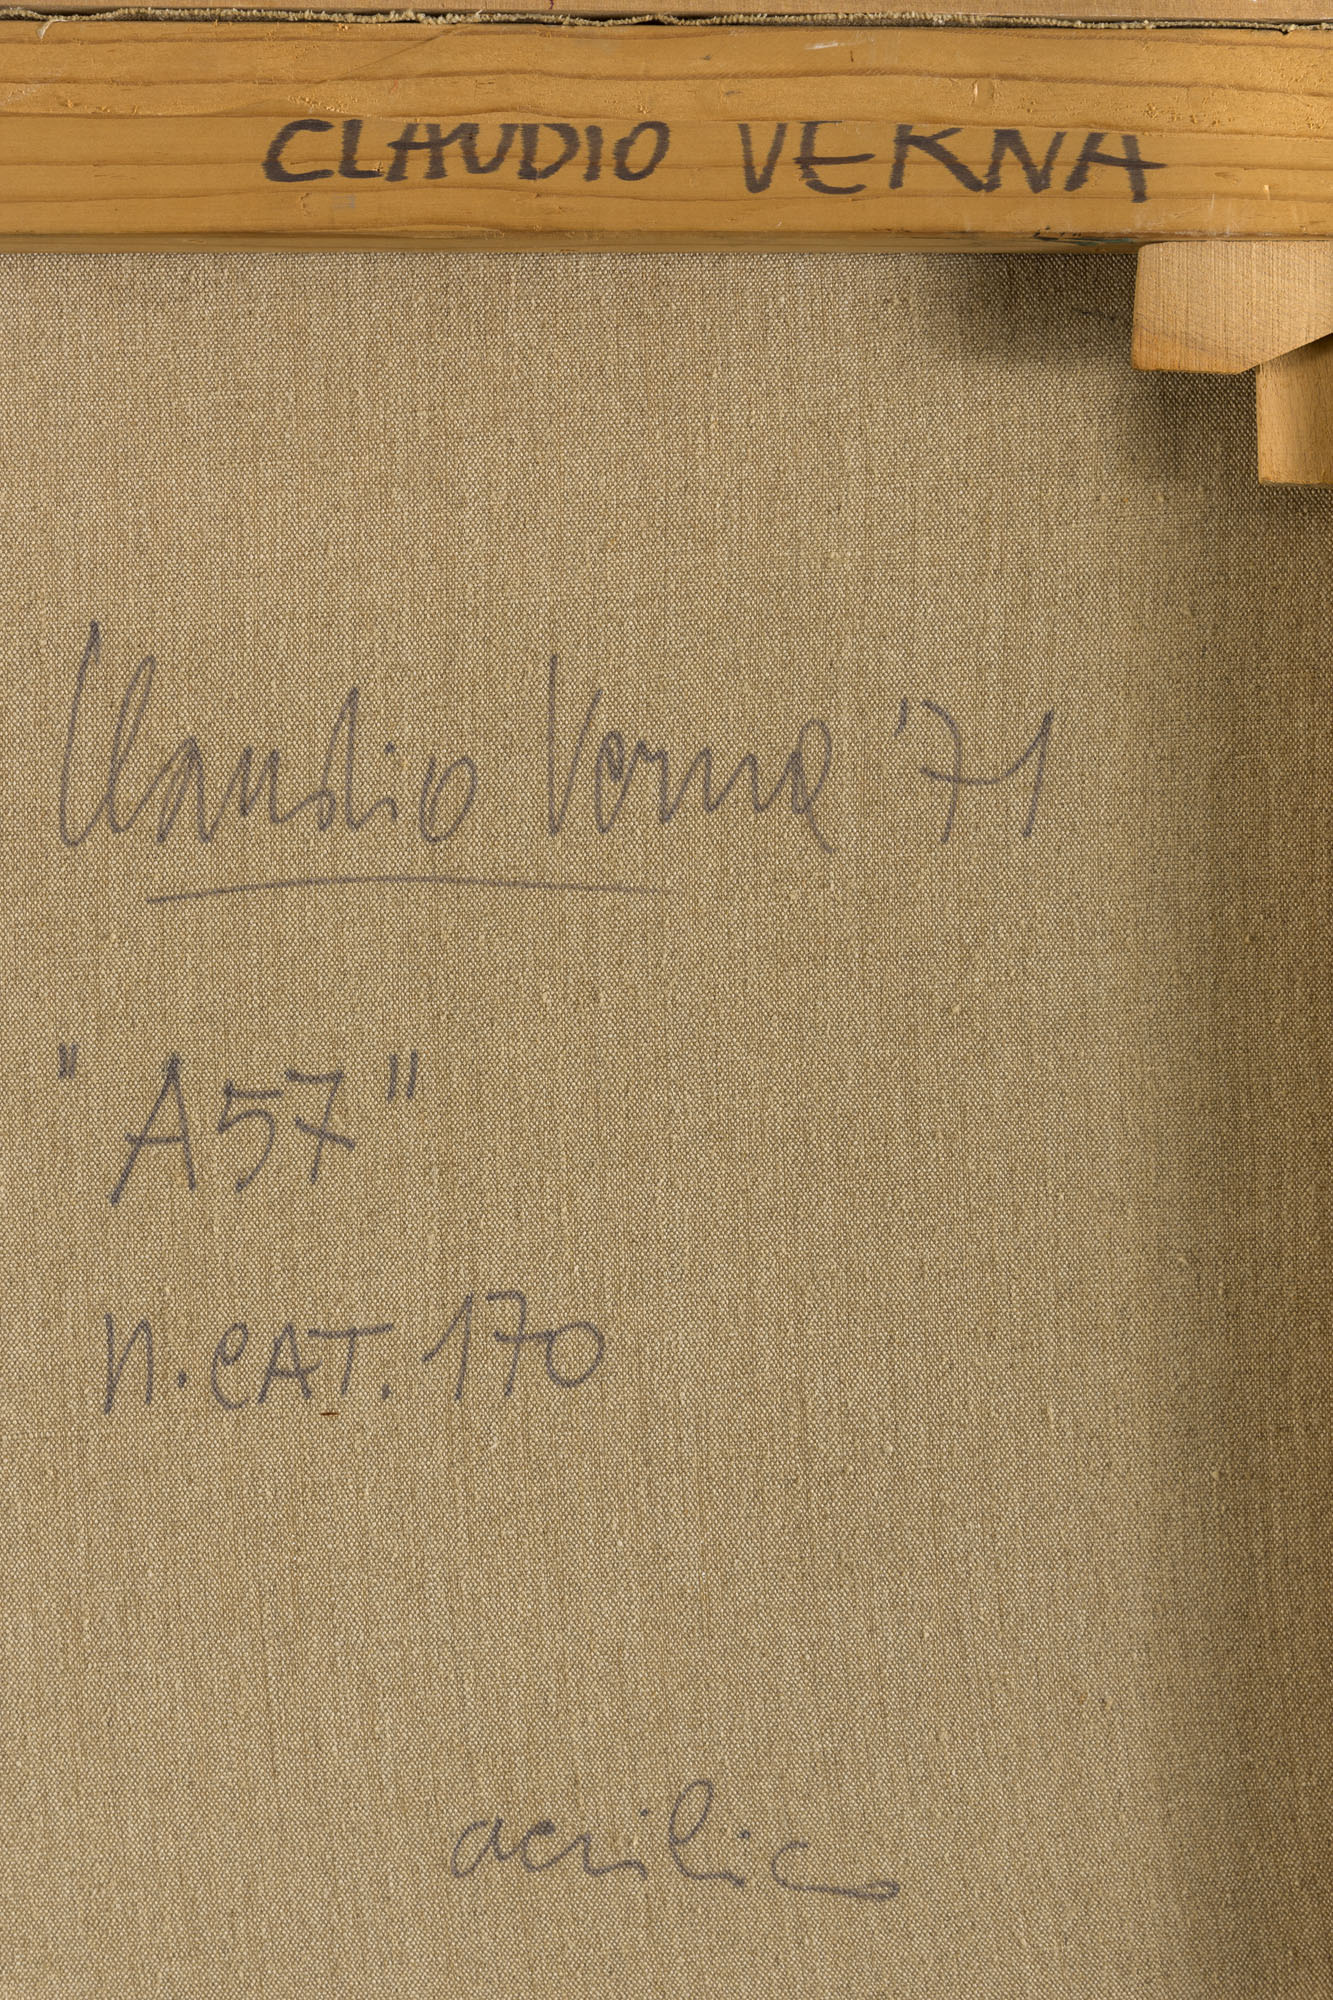 CLAUDIO VERNA
Claudio Verna '71
"A57"
n. CAT. 170
acrilico